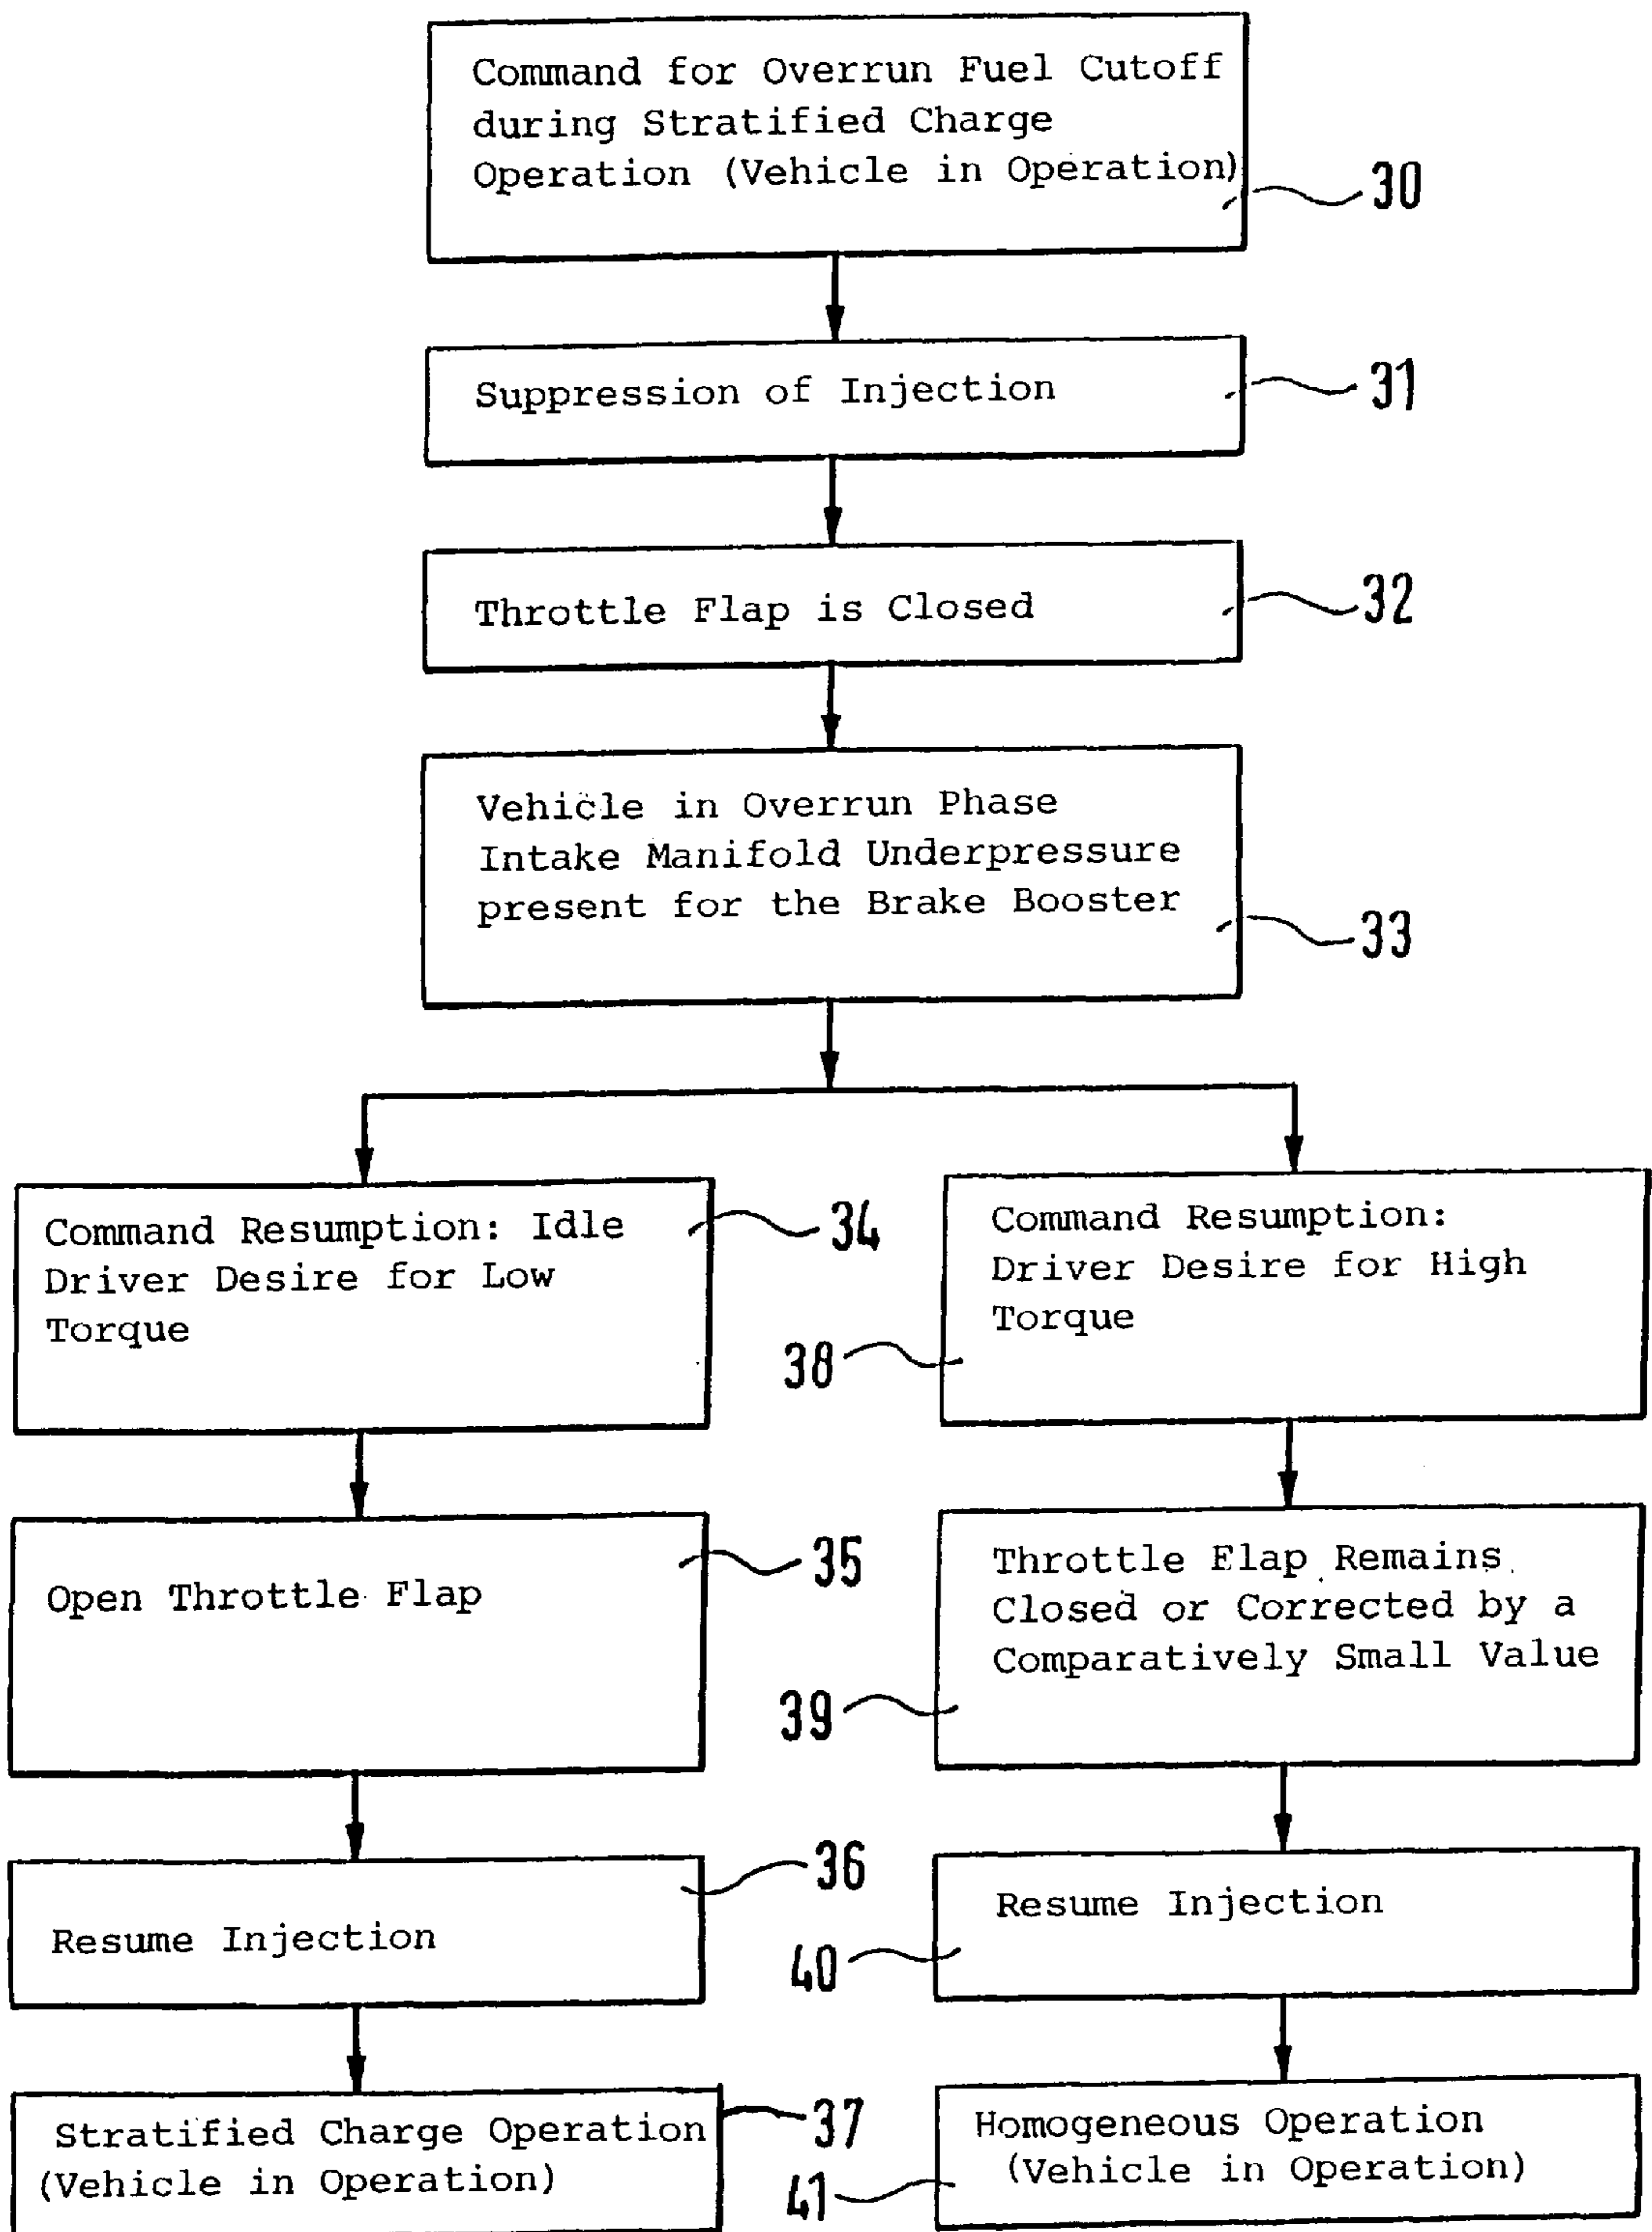 Command for Overrun Fuel Cutoff
during Stratified Charge
Operation (Vehicle in Operation)
30
Suppression of Injection
31
Throttle Flap is Closed
32
Vehicle in Overrun Phase
Intake Manifold Underpressure
present for the Brake Booster
33
Command Resumption: Idle
Driver Desire for Low
Torque
34
Open Throttle Flap
35
Resume Injection
36
Stratified Charge Operation
(Vehicle in Operation)
37
Command Resumption:
Driver Desire for High
Torque
38
Throttle Flap Remains
Closed or Corrected by a
Comparatively Small Value
39
Resume Injection
40
Homogeneous Operation
(Vehicle in Operation)
41